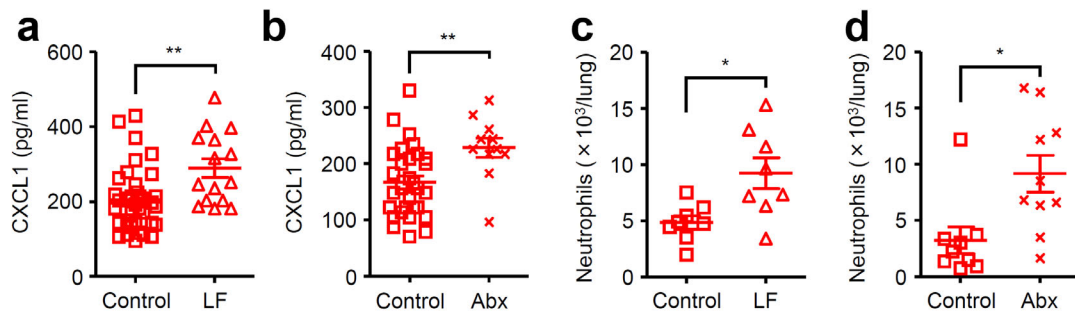 a
CXCL1 (pg/ml)
600
400
200
0
**
Control
LF
b
CXCL1 (pg/ml)
400
300
200
100
0
**
Control
Abx
c
Neutrophils (×10³/lung)
20
15
10
5
0
*
Control
LF
d
Neutrophils (×10³/lung)
20
15
10
5
0
*
Control
Abx